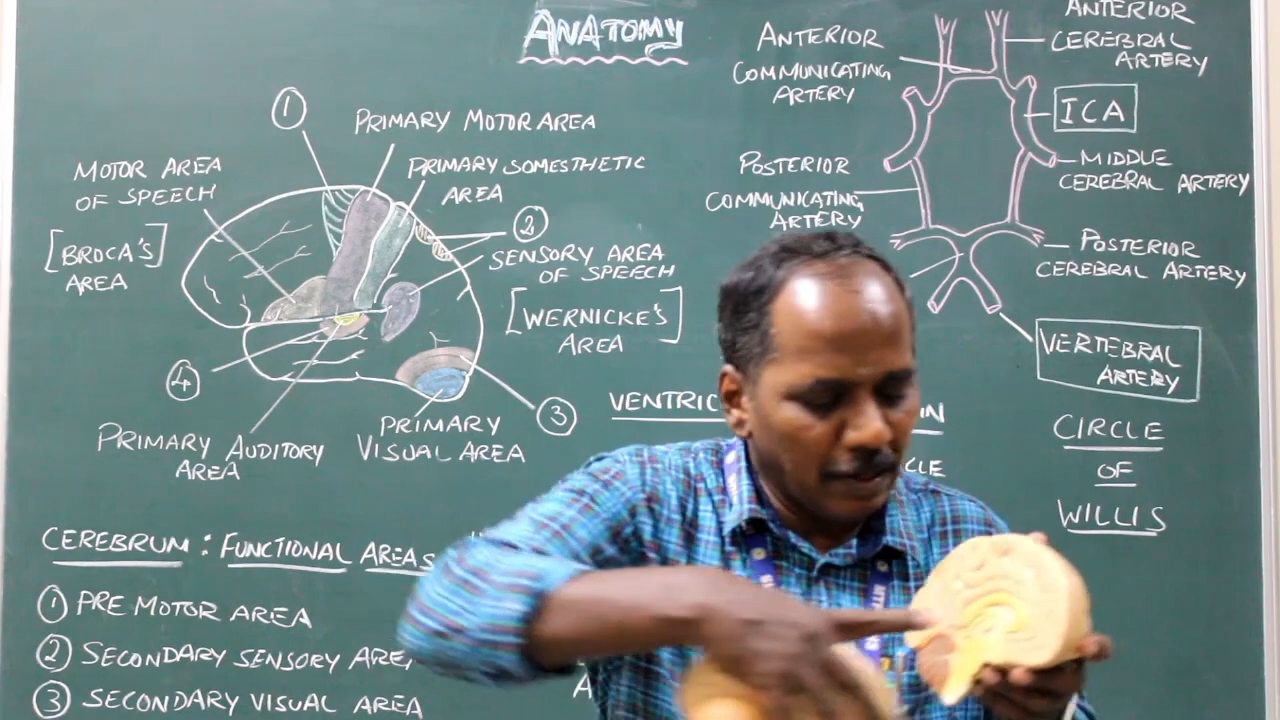 ANATOMY
1
PRIMARY MOTOR AREA
PRIMARY SOMESTHETIC
AREA
MOTOR AREA
OF SPEECH
[BROCA'S]
AREA
2
SENSORY AREA
OF SPEECH
[WERNICKE'S]
AREA
4
3
PRIMARY AUDITORY
AREA
PRIMARY
VISUAL AREA
CEREBRUM : FUNCTIONAL AREAS
1 PRE MOTOR AREA
2 SECONDARY SENSORY
3 SECONDARY VISUAL AREA
ANTERIOR
COMMUNICATING
ARTERY
ANTERIOR
CEREBRAL
ARTERY
ICA
MIDDLE
CEREBRAL ARTERY
POSTERIOR
COMMUNICATING
ARTERY
POSTERIOR
CEREBRAL ARTERY
VERTEBRAL
ARTERY
CIRCLE
OF
WILLIS